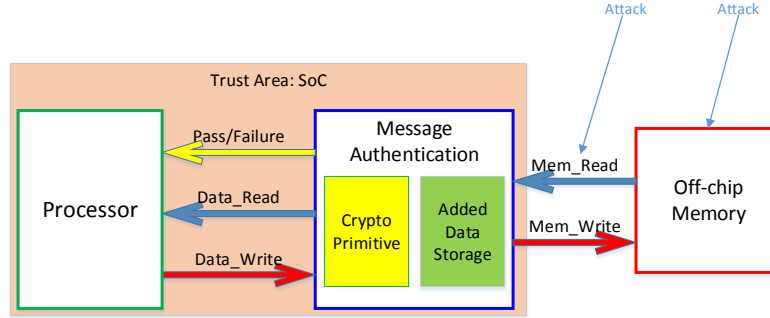 Attack
Attack
Trust Area: SoC
Processor
Pass/Failure
Data_Read
Data_Write
Message
Authentication
Crypto
Primitive
Added
Data
Storage
Mem_Read
Mem_Write
Off-chip
Memory